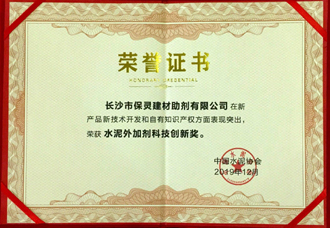 荣誉证书
HONORARY CREDENTIAL
长沙市保灵建材助剂有限公司 在新
产品新技术开发和自有知识产权方面表现突出，
荣获 水泥外加剂科技创新奖。
中国水泥协会
2019年12月